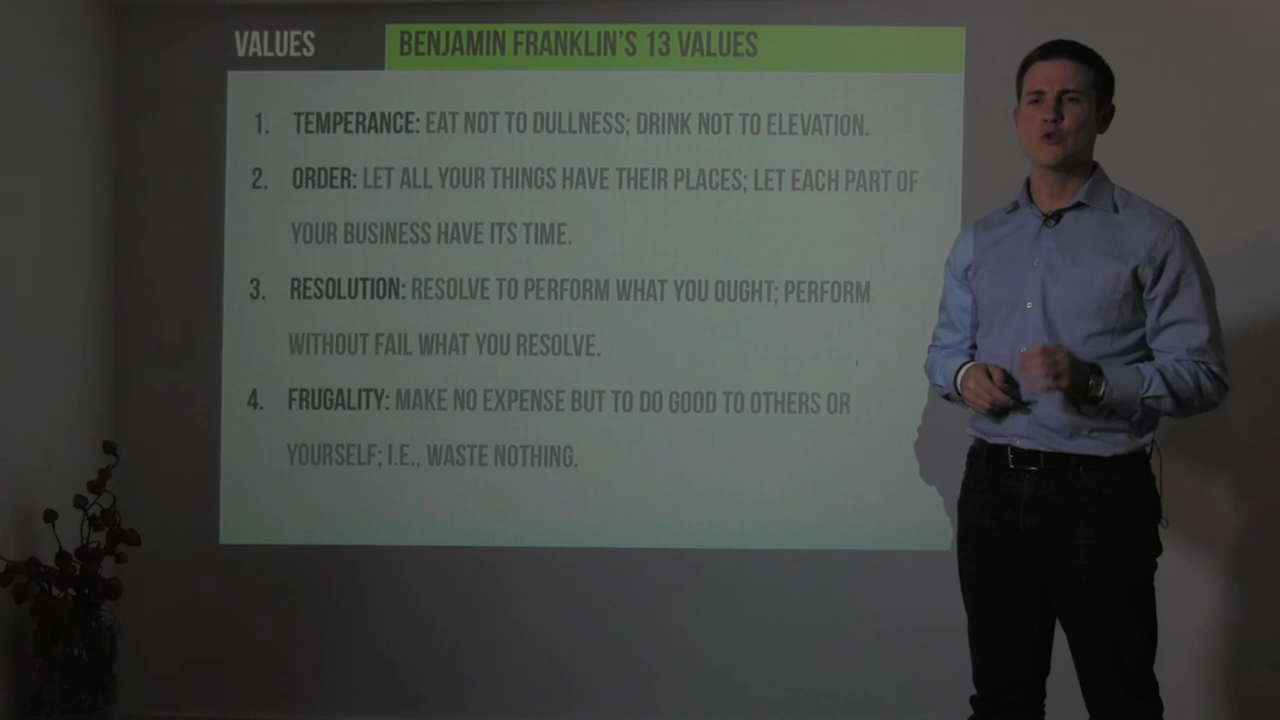 VALUES
BENJAMIN FRANKLIN'S 13 VALUES
1. TEMPERANCE: EAT NOT TO DULLNESS; DRINK NOT TO ELEVATION.
2. ORDER: LET ALL YOUR THINGS HAVE THEIR PLACES; LET EACH PART OF
YOUR BUSINESS HAVE ITS TIME.
3. RESOLUTION: RESOLVE TO PERFORM WHAT YOU OUGHT; PERFORM
WITHOUT FAIL WHAT YOU RESOLVE.
4. FRUGALITY: MAKE NO EXPENSE BUT TO DO GOOD TO OTHERS OR
YOURSELF; I.E., WASTE NOTHING.